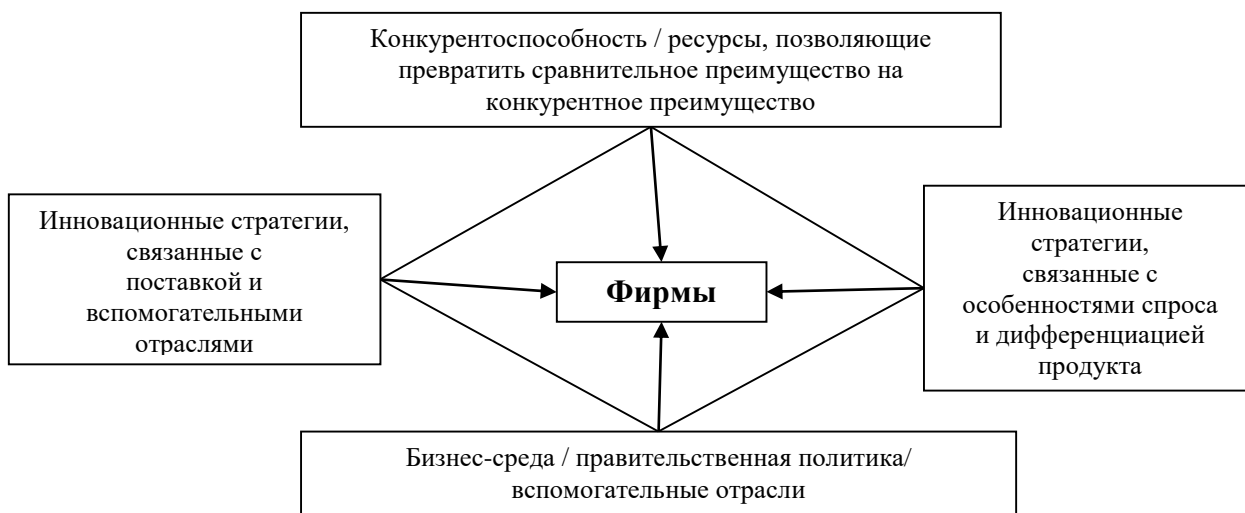 Конкурентоспособность / ресурсы, позволяющие
превратить сравнительное преимущество на
конкурентное преимущество
Инновационные стратегии,
связанные с
поставкой и
вспомогательными
отраслями
Фирмы
Инновационные
стратегии,
связанные с
особенностями спроса
и дифференциацией
продукта
Бизнес-среда / правительственная политика/
вспомогательные отрасли